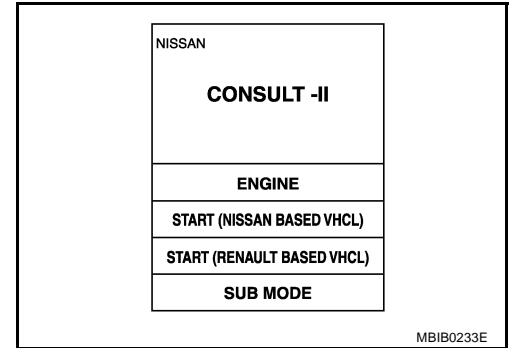 NISSAN
CONSULT -II
ENGINE
START (NISSAN BASED VHCL)
START (RENAULT BASED VHCL)
SUB MODE
MBIB0233E